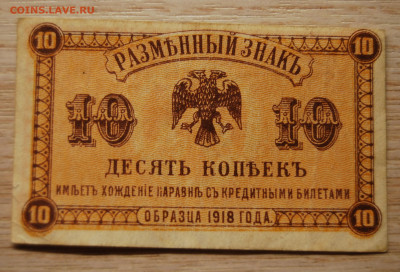 COINS.LAVE.RU
10 10
РАЗМѢННЫЙ ЗНАКЪ
10 10
ДЕСЯТЬ КОПѢЕКЪ
ИМѢЕТЪ ХОЖДЕНІЕ НАРАВНѢ СЪ КРЕДИТНЫМИ БИЛЕТАМИ
10 ОБРАЗЦА 1918 ГОДА. 10